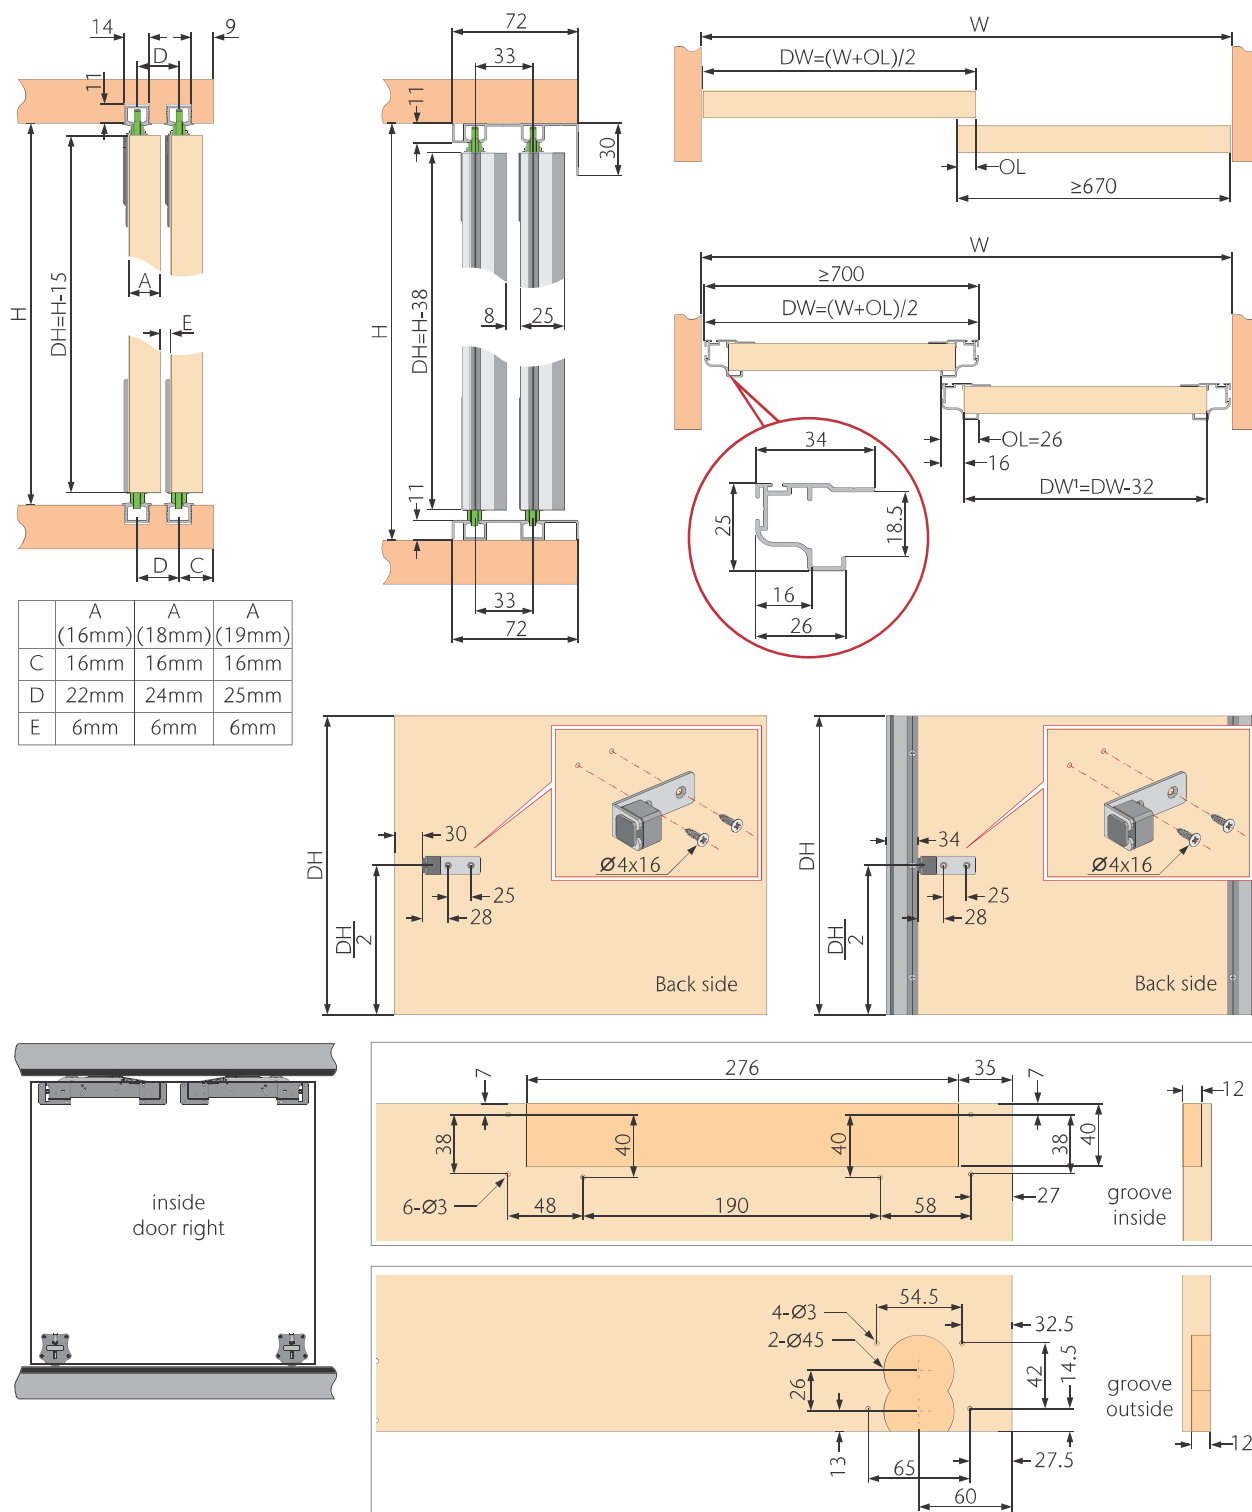 14
9
D
11
H
DH=H-15
A
E
D
C
72
33
11
30
H
DH=H-38
8
25
11
33
72
W
DW=(W+OL)/2
OL
≥670
W
≥700
DW=(W+OL)/2
OL=26
16
DW¹=DW-32
34
25
18.5
16
26
A A A
(16mm) (18mm) (19mm)
C 16mm 16mm 16mm
D 22mm 24mm 25mm
E 6mm 6mm 6mm
DH
DH
2
30
25
28
Ø4x16
Back side
DH
DH
2
34
25
28
Ø4x16
Back side
inside
door right
276
35
7
7
12
38
40
40
38
40
6-Ø3
48
190
58
27
groove
inside
54.5
4-Ø3
32.5
2-Ø45
26
42
14.5
13
65
27.5
60
groove
outside
12